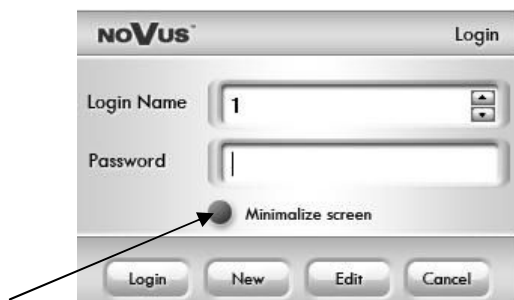 NOVUS Login
Login Name 1
Password
Minimalize screen
Login New Edit Cancel